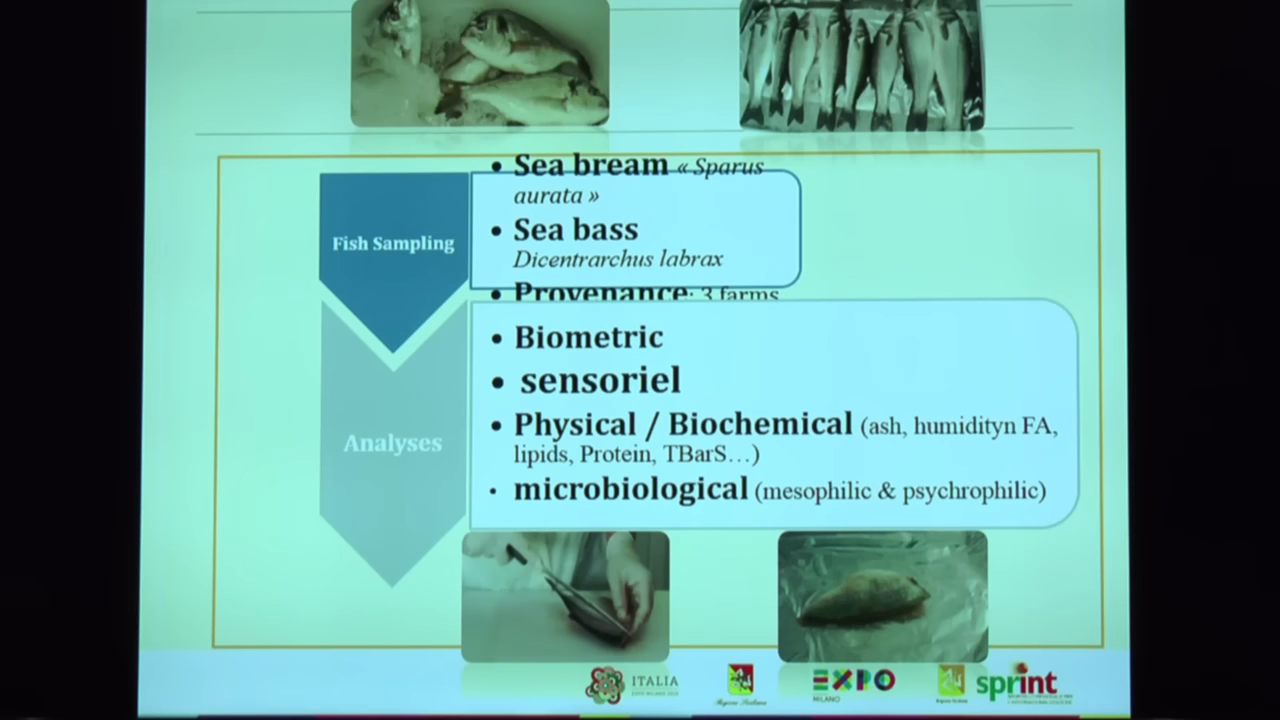 • Sea bream « Sparus
aurata »
• Sea bass
Dicentrarchus labrax
• Provenance: 3 farms
Fish Sampling
• Biometric
• sensoriel
• Physical / Biochemical (ash, humidityn FA,
lipids, Protein, TBarS…)
• microbiological (mesophilic & psychrophilic)
Analyses
ITALIA
EXPO
MILANO
sprint